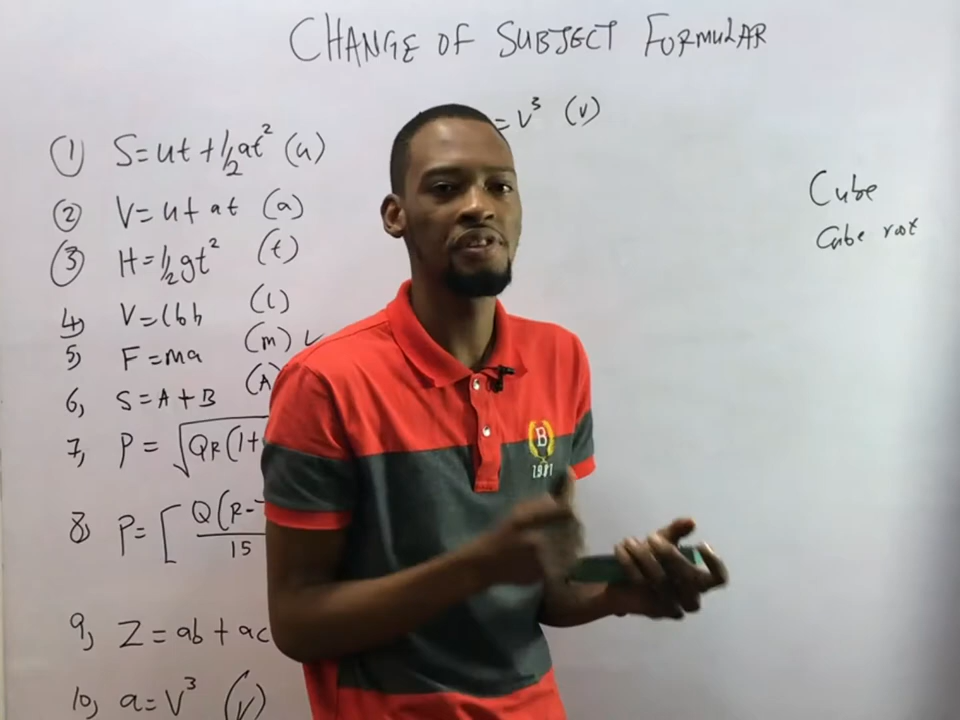 CHANGE OF SUBJECT FORMULAR
① S=ut+½at² (u)
② V=u+at (a)
③ H=½gt² (t)
4) V=lbh (l)
5) F=ma (m) ✓
6) S=A+B (A)
7) P=√QR(1+
8) P=[Q(R-
15
9) Z=ab+ac
10) a=V³ (V)
=V³ (V)
Cube
Cube root
B
1981